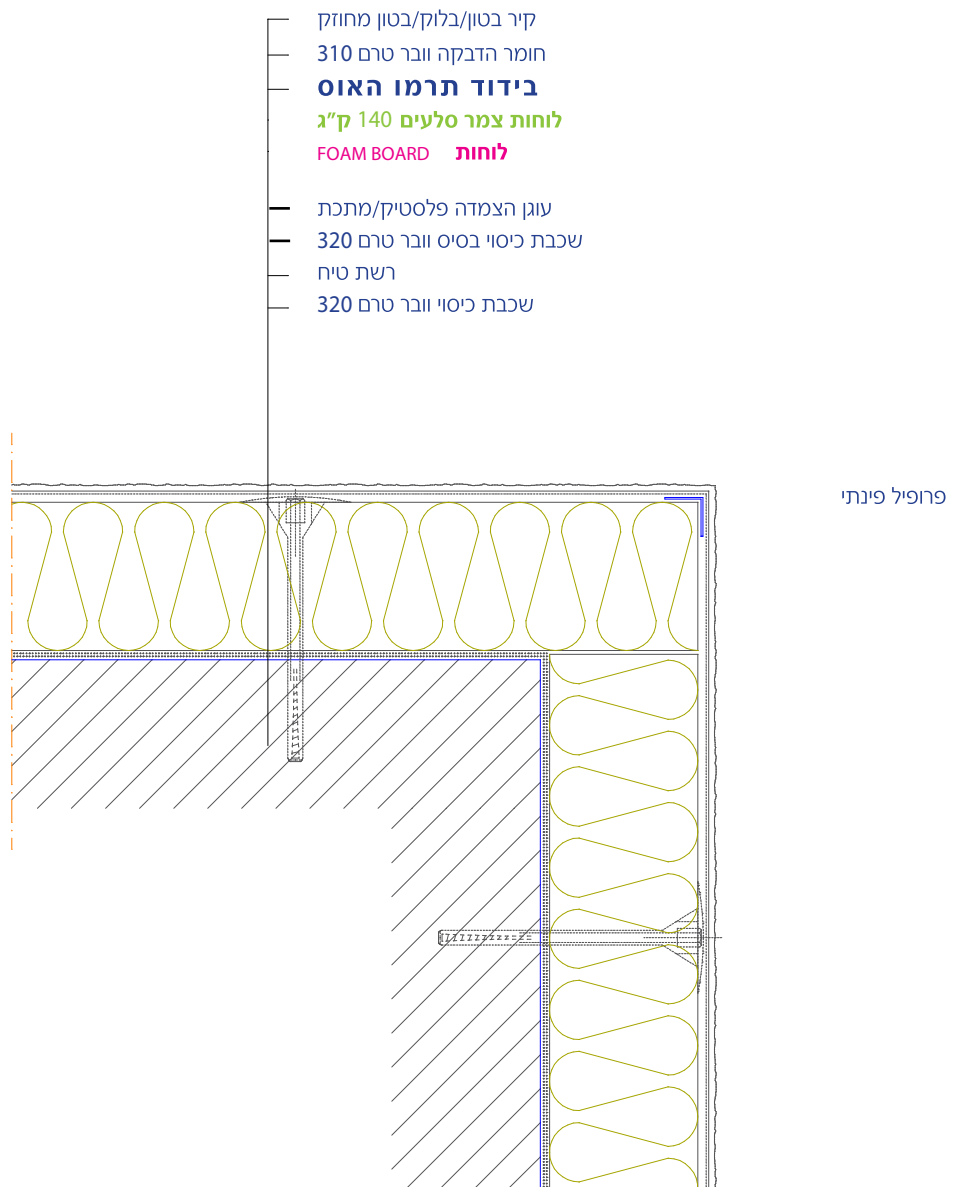 קיר בטון/בלוק/בטון מחוזק
חומר הדבקה וובר טרם 310
בידוד תרמו האוס
לוחות צמר סלעים 140 ק״ג
לוחות FOAM BOARD
עוגן הצמדה פלסטיק/מתכת
שכבת כיסוי בסיס וובר טרם 320
רשת טיח
שכבת כיסוי וובר טרם 320
פרופיל פינתי